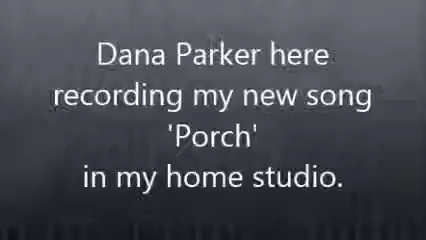 Dana Parker here
recording my new song
'Porch'
in my home studio.